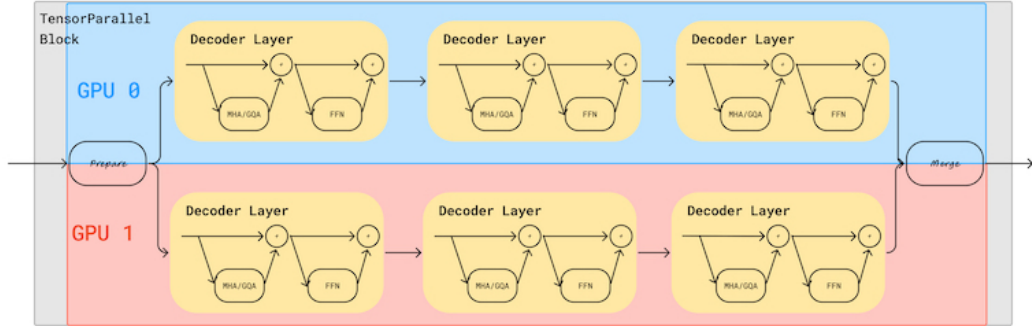 TensorParallel
Block
GPU 0
Decoder Layer
MHA/GQA
FFN
Decoder Layer
MHA/GQA
FFN
Decoder Layer
MHA/GQA
FFN
Prepare
Merge
GPU 1
Decoder Layer
MHA/GQA
FFN
Decoder Layer
MHA/GQA
FFN
Decoder Layer
MHA/GQA
FFN